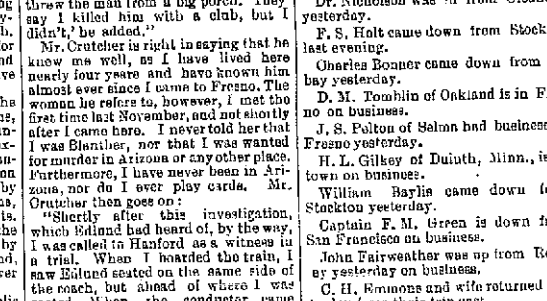 threw the man from a big porch. They
say I killed him with a club, but I
didn't,' he added."
Mr. Crutcher is right in saying that he
knew me well, as I have lived here
nearly four years and have known him
almost ever since I came to Fresno. The
woman he refers to, however, I met the
first time last November, and not shortly
after I came here. I never told her that
I was Blanther, nor that I was wanted
for murder in Arizona or any other place.
Furthermore, I have never been in Ari-
zona, nor do I ever play cards. Mr.
Crutcher then goes on:
"Shortly after this investigation,
which Edlund had heard of, by the way,
I was called to Hanford as a witness in
a trial. When I boarded the train, I
saw Edlund seated on the same side of
the coach, but ahead of where I was
When the conductor came
yesterday.
F. S. Holt came down from Stock
last evening.
Charles Bonner came down from
bay yesterday.
D. M. Tomblin of Oakland is in F
no on business.
J. S. Pelton of Selma had business
Fresno yesterday.
H. L. Gilkey of Duluth, Minn., is
town on business.
William Baylis came down
Stockton yesterday.
Captain F. M. Green is down f
San Francisco on business.
John Fairweather was up from Re
ey yesterday on business.
C. H. Emmons and wife returned